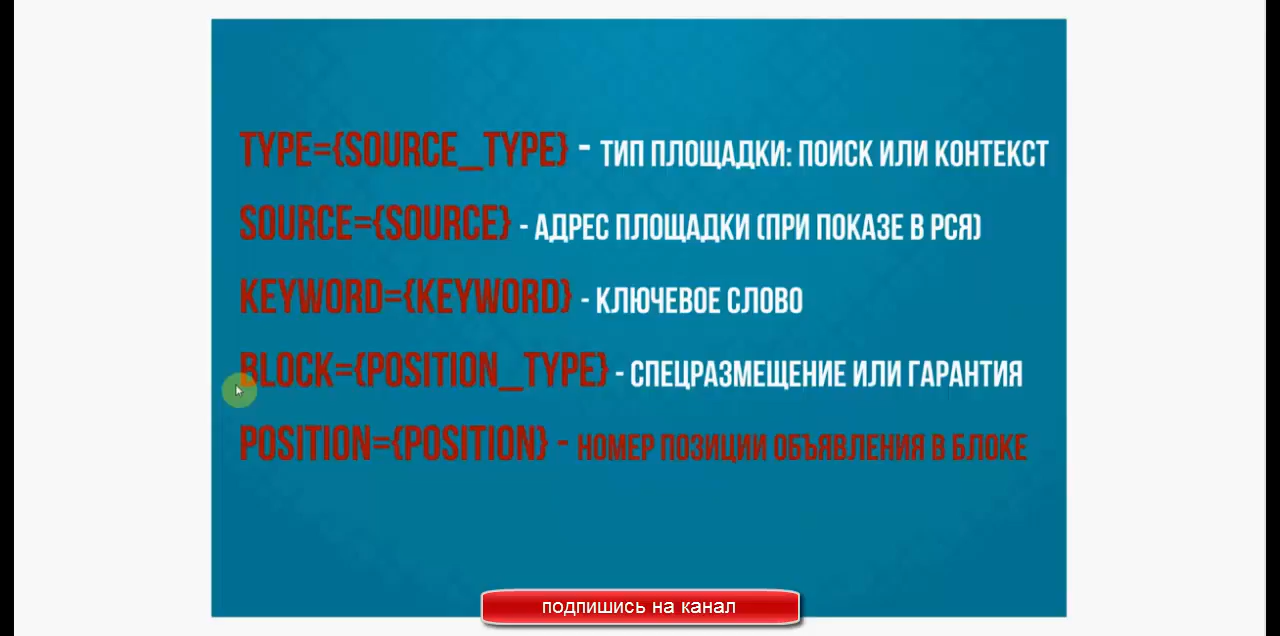 TYPE={SOURCE_TYPE} - ТИП ПЛОЩАДКИ: ПОИСК ИЛИ КОНТЕКСТ
SOURCE={SOURCE} - АДРЕС ПЛОЩАДКИ (ПРИ ПОКАЗЕ В РСЯ)
KEYWORD={KEYWORD} - КЛЮЧЕВОЕ СЛОВО
BLOCK={POSITION_TYPE} - СПЕЦРАЗМЕЩЕНИЕ ИЛИ ГАРАНТИЯ
POSITION={POSITION} - НОМЕР ПОЗИЦИИ ОБЪЯВЛЕНИЯ В БЛОКЕ
подпишись на канал